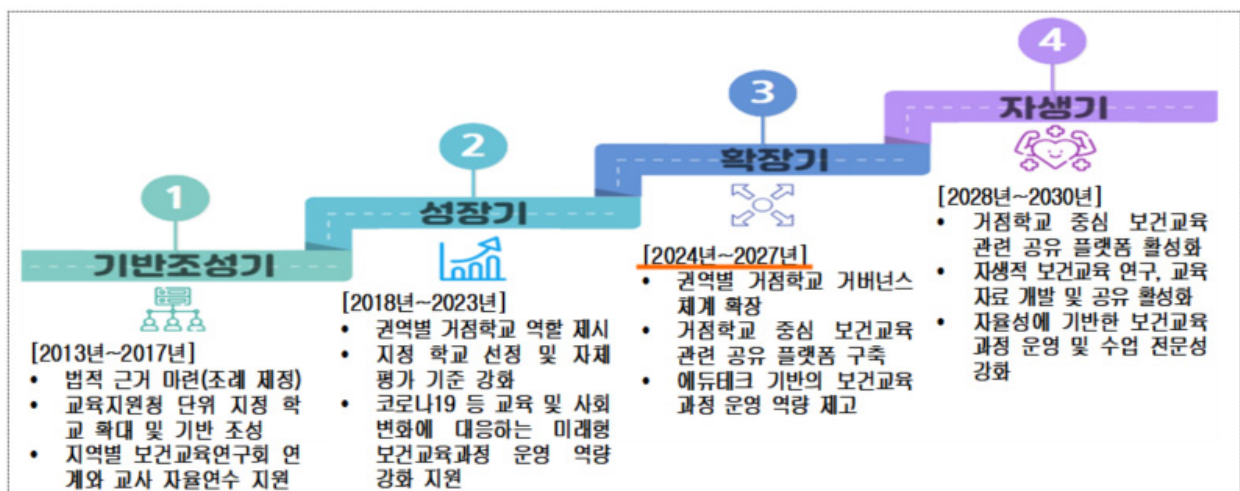 1
기반조성기
[2013년~2017년]
• 법적 근거 마련(조례 제정)
• 교육지원청 단위 지정 학
교 확대 및 기반 조성
• 지역별 보건교육연구회 연
계와 교사 자율연수 지원
2
성장기
[2018년~2023년]
• 권역별 거점학교 역할 제시
• 지정 학교 선정 및 자체
평가 기준 강화
• 코로나19 등 교육 및 사회
변화에 대응하는 미래형
보건교육과정 운영 역량
강화 지원
3
확장기
[2024년~2027년]
• 권역별 거점학교 거버넌스
체계 확장
• 거점학교 중심 보건교육
관련 공유 플랫폼 구축
• 에듀테크 기반의 보건교육
과정 운영 역량 제고
4
자생기
[2028년~2030년]
• 거점학교 중심 보건교육
관련 공유 플랫폼 활성화
• 자생적 보건교육 연구, 교육
자료 개발 및 공유 활성화
• 자율성에 기반한 보건교육
과정 운영 및 수업 전문성
강화